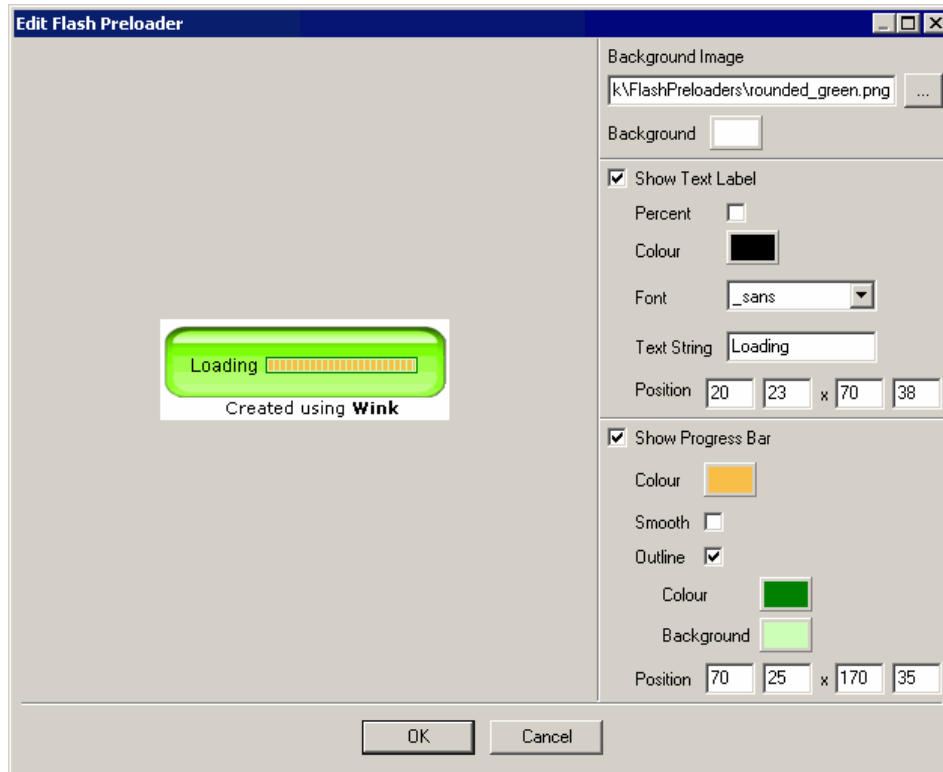 Edit Flash Preloader
Background Image
k\FlashPreloaders\rounded_green.png
...
Background
Show Text Label
Percent
Colour
Font _sans
Text String Loading
Position 20 23 x 70 38
Loading
Created using Wink
Show Progress Bar
Colour
Smooth
Outline
Colour
Background
Position 70 25 x 170 35
OK Cancel